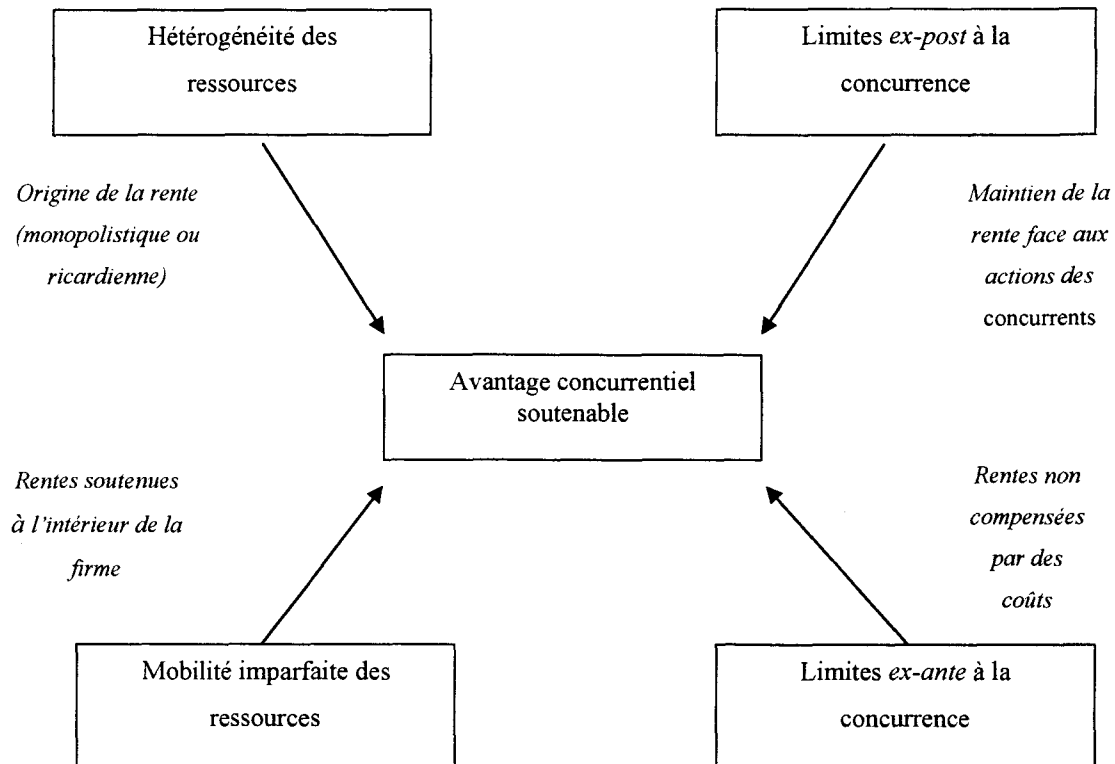 Hétérogénéité des
ressources
Limites ex-post à la
concurrence
Origine de la rente
(monopolistique ou
ricardienne)
Maintien de la
rente face aux
actions des
concurrents
Avantage concurrentiel
soutenable
Rentes soutenues
à l'intérieur de la
firme
Rentes non
compensées
par des
coûts
Mobilité imparfaite des
ressources
Limites ex-ante à la
concurrence